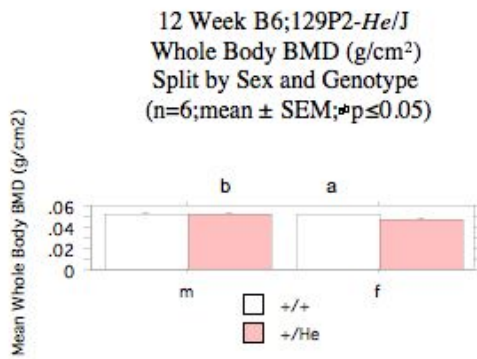 12 Week B6;129P2-He/J
Whole Body BMD (g/cm²)
Split by Sex and Genotype
(n=6;mean ± SEM; p≤0.05)
Mean Whole Body BMD (g/cm2)
b a
.06
.04
.02
0
m f
+/+
+/He